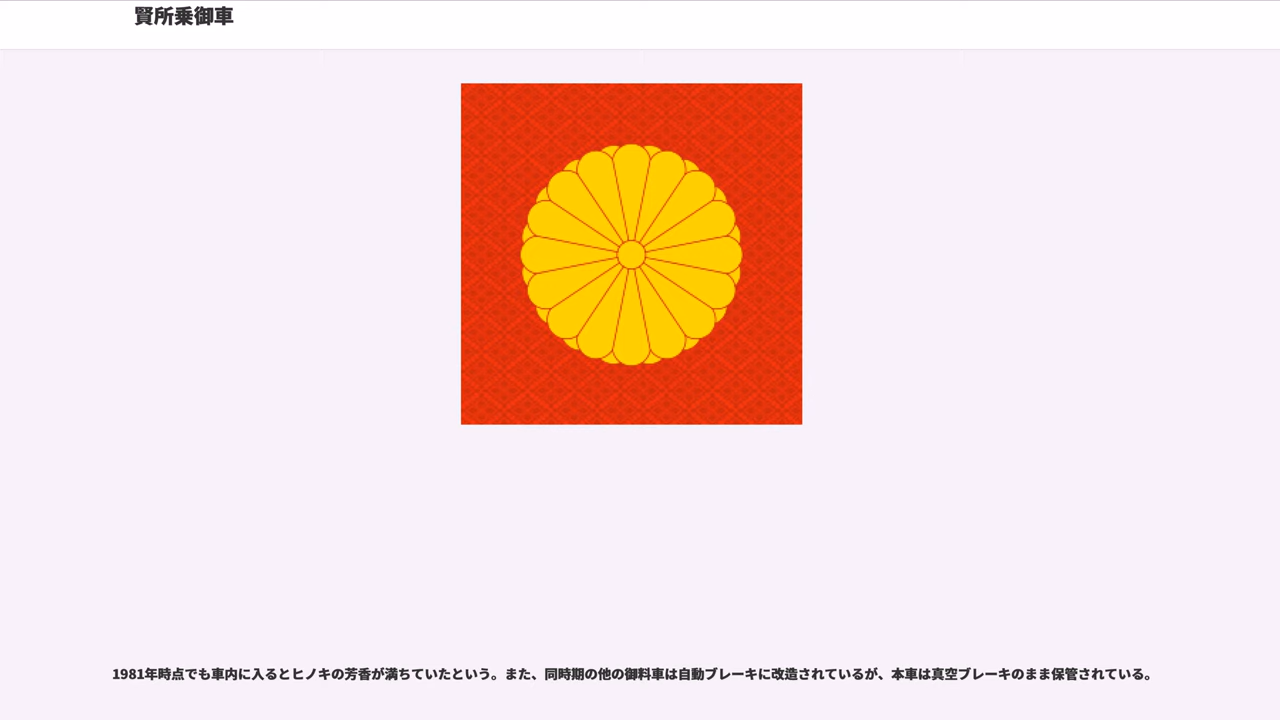 賢所乗御車
1981年時点でも車内に入るとヒノキの芳香が満ちていたという。また、同時期の他の御料車は自動ブレーキに改造されているが、本車は真空ブレーキのまま保管されている。